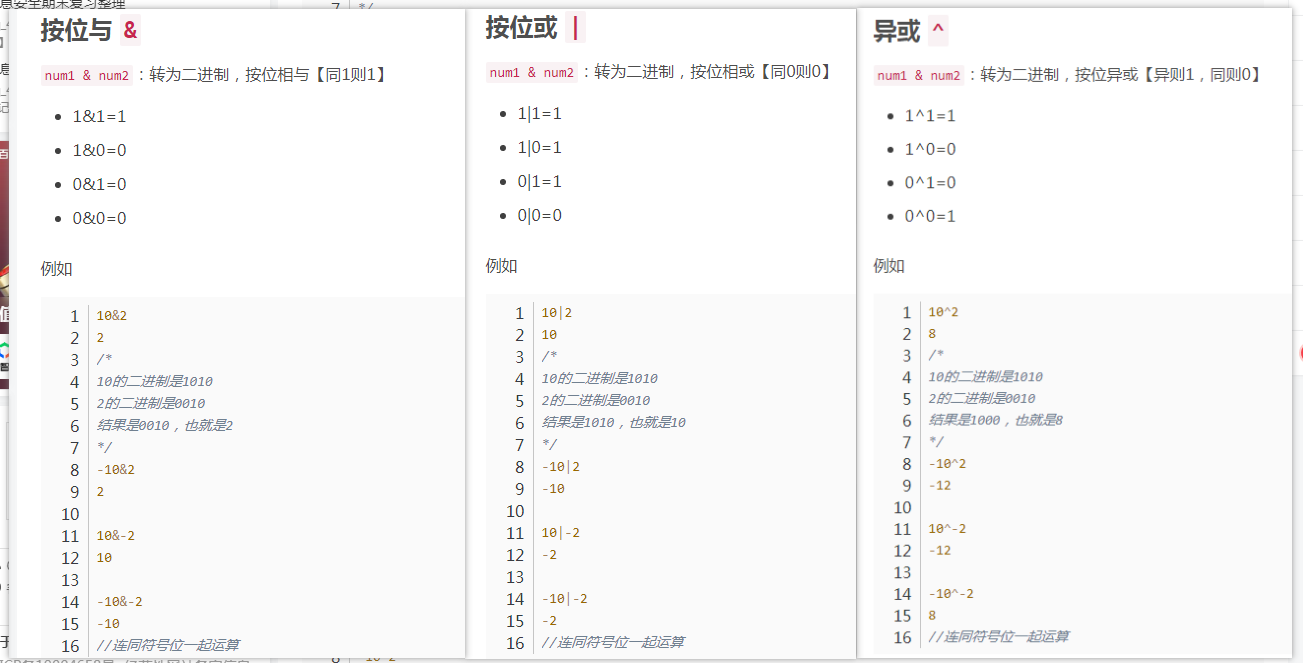 按位与 &
num1 & num2 ：转为二进制，按位相与【同1则1】
1&1=1
1&0=0
0&1=0
0&0=0
例如
1 10&2
2 2
3 /*
4 10的二进制是1010
5 2的二进制是0010
6 结果是0010，也就是2
7 */
8 -10&2
9 2
10
11 10&-2
12 10
13
14 -10&-2
15 -10
16 //连同符号位一起运算
按位或 |
num1 & num2 ：转为二进制，按位相或【同0则0】
1|1=1
1|0=1
0|1=1
0|0=0
例如
1 10|2
2 10
3 /*
4 10的二进制是1010
5 2的二进制是0010
6 结果是1010，也就是10
7 */
8 -10|2
9 -10
10
11 10|-2
12 -2
13
14 -10|-2
15 -2
16 //连同符号位一起运算
异或 ^
num1 & num2 ：转为二进制，按位异或【异则1，同则0】
1^1=1
1^0=0
0^1=0
0^0=1
例如
1 10^2
2 8
3 /*
4 10的二进制是1010
5 2的二进制是0010
6 结果是1000，也就是8
7 */
8 -10^2
9 -12
10
11 10^-2
12 -12
13
14 -10^-2
15 8
16 //连同符号位一起运算